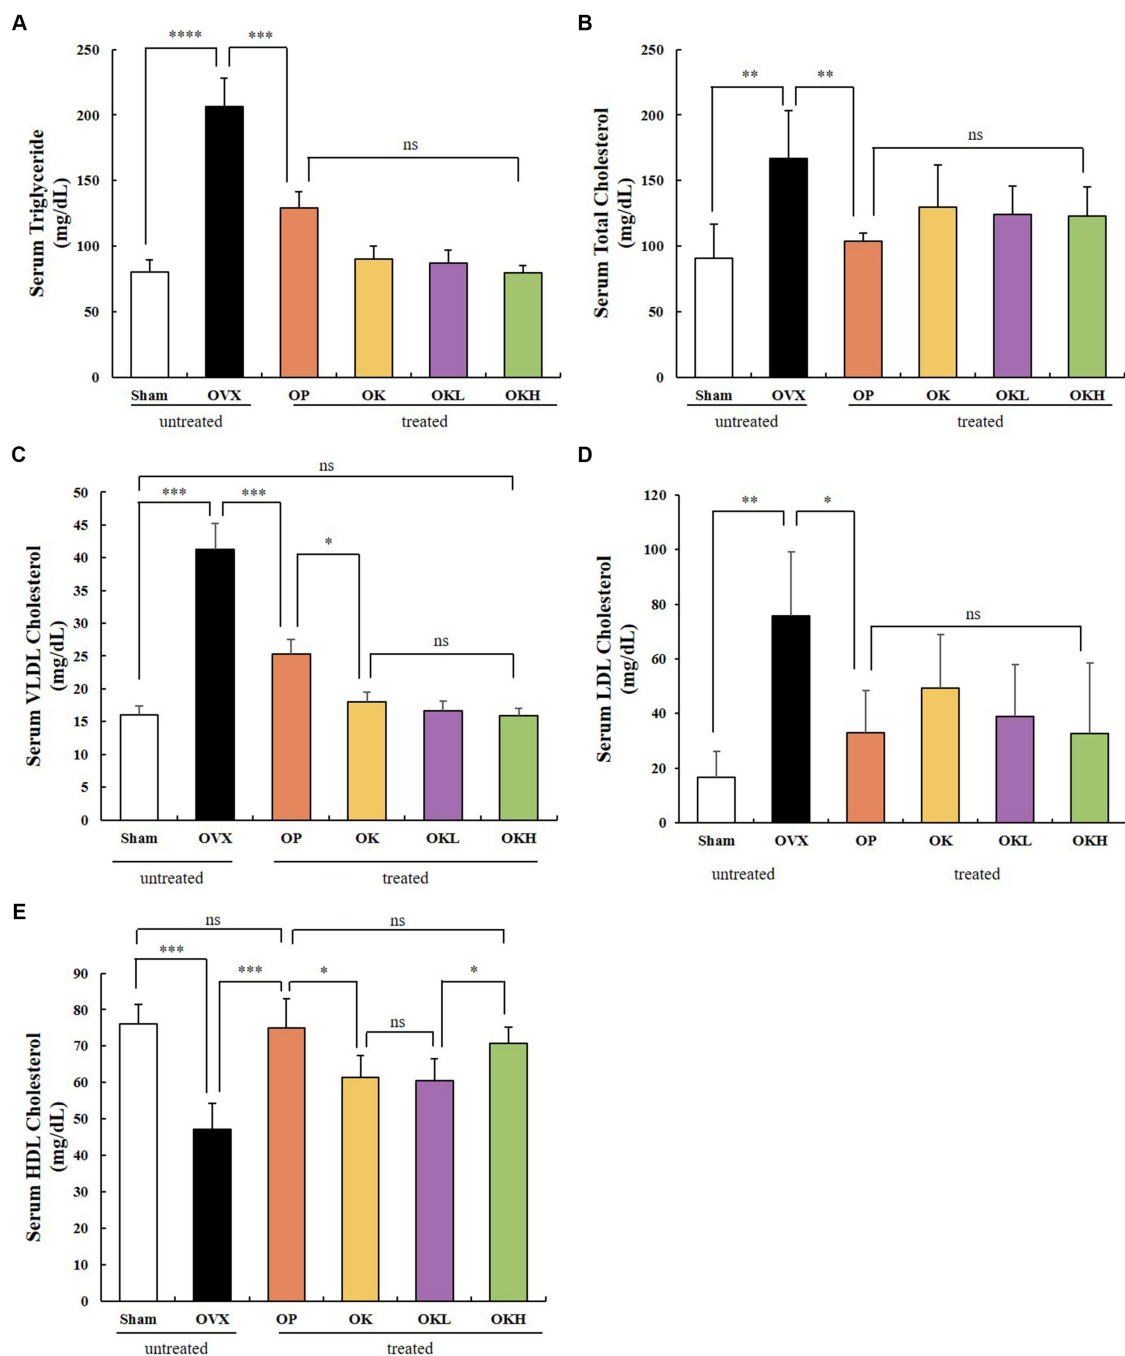 A
****
***
ns
250
200
150
100
50
0
Serum Triglyceride
(mg/dL)
Sham OVX OP OK OKL OKH
untreated treated
B
**
**
ns
250
200
150
100
50
0
Serum Total Cholesterol
(mg/dL)
Sham OVX OP OK OKL OKH
untreated treated
C
ns
***
***
*
ns
50
45
40
35
30
25
20
15
10
5
0
Serum VLDL Cholesterol
(mg/dL)
Sham OVX OP OK OKL OKH
untreated treated
D
**
*
ns
120
100
80
60
40
20
0
Serum LDL Cholesterol
(mg/dL)
Sham OVX OP OK OKL OKH
untreated treated
E
ns
ns
***
***
*
*
ns
90
80
70
60
50
40
30
20
10
0
Serum HDL Cholesterol
(mg/dL)
Sham OVX OP OK OKL OKH
untreated treated